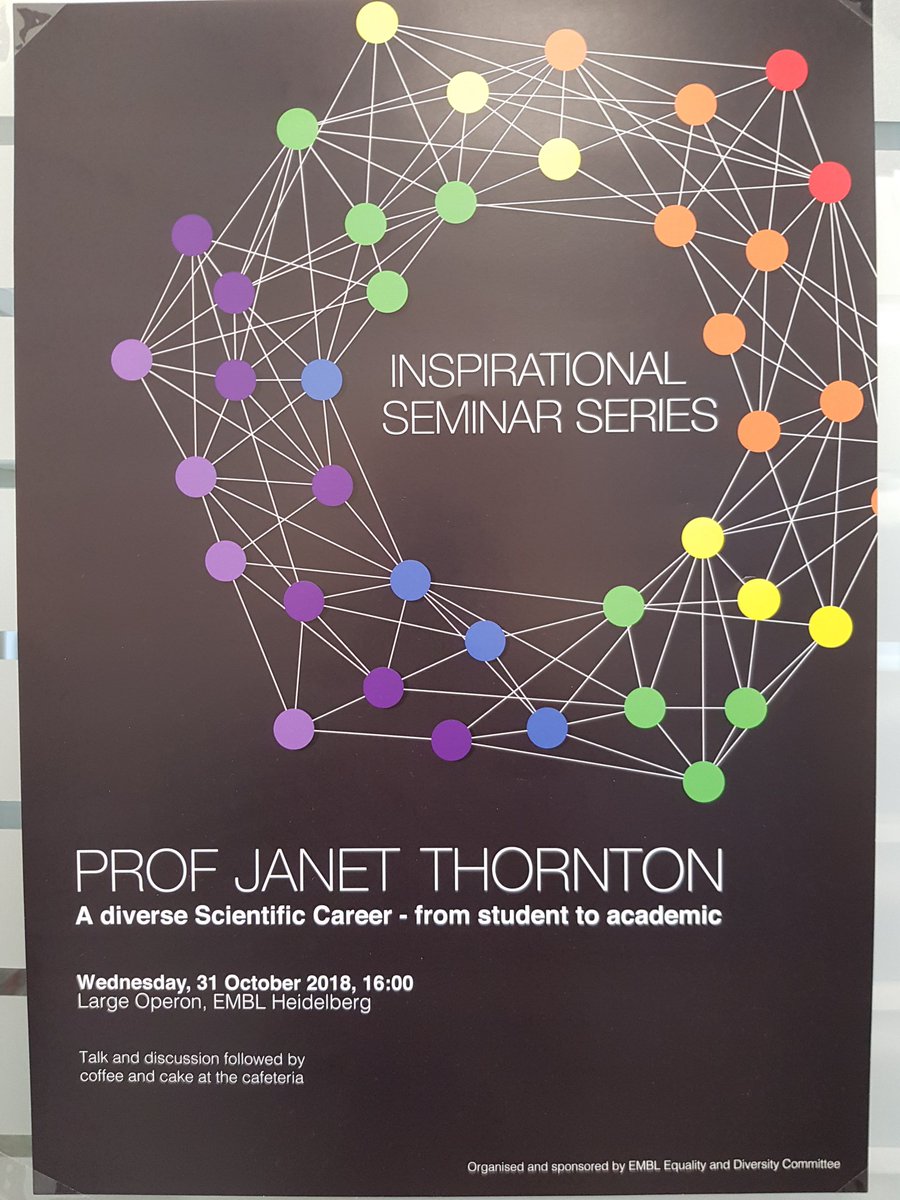 INSPIRATIONAL
SEMINAR SERIES
PROF JANET THORNTON
A diverse Scientific Career - from student to academic
Wednesday, 31 October 2018, 16:00
Large Operon, EMBL Heidelberg
Talk and discussion followed by
coffee and cake at the cafeteria
Organised and sponsored by EMBL Equality and Diversity Committee